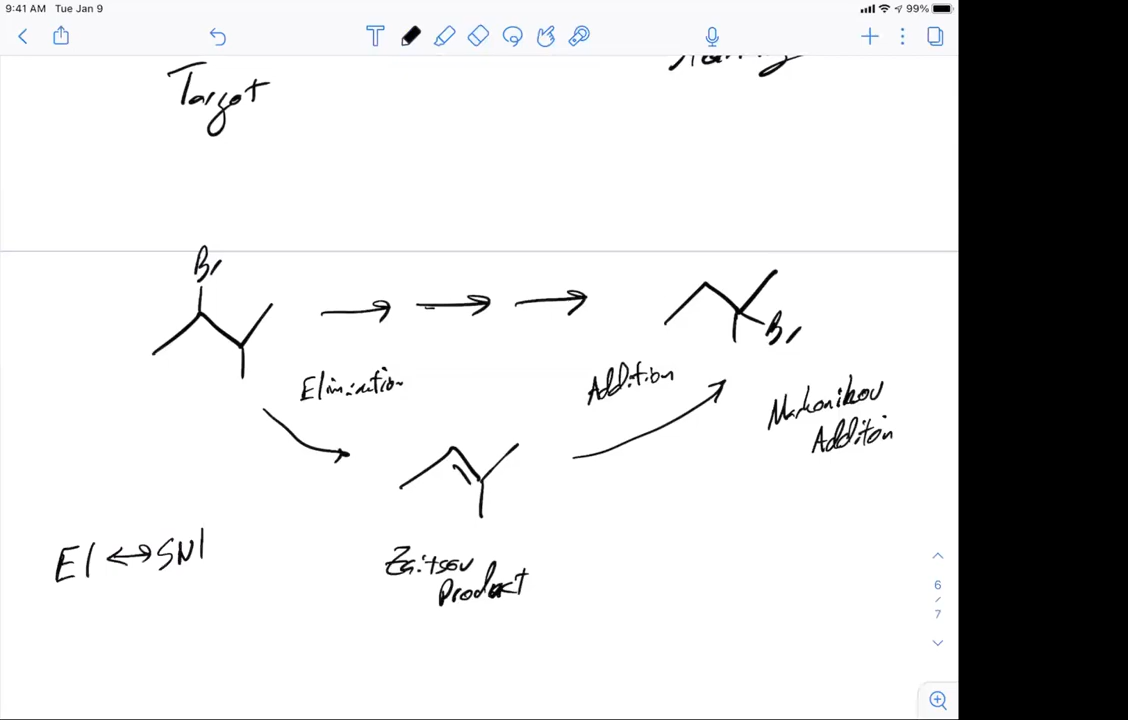 9:41 AM Tue Jan 9
99%
T
Target
Br
Br
Elimination
Addition
Markonikov
Additoin
E1 ↔ SN1
Zaitsev
Product
6
7